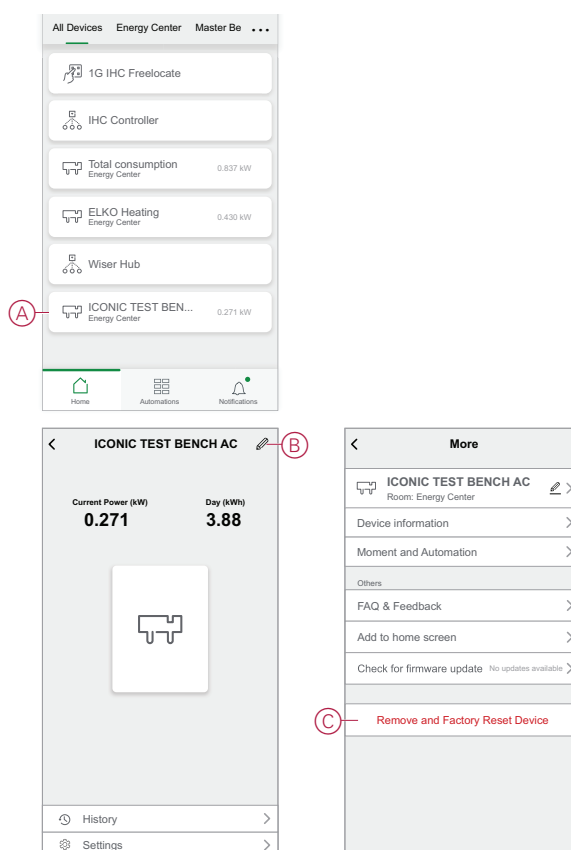 All Devices Energy Center Master Be ...
1G IHC Freelocate
IHC Controller
Total consumption
Energy Center
0.837 kW
ELKO Heating
Energy Center
0.430 kW
Wiser Hub
A
ICONIC TEST BEN...
Energy Center
0.271 kW
Home Automations Notifications
ICONIC TEST BENCH AC
B
Current Power (kW) Day (kWh)
0.271 3.88
History
Settings
More
ICONIC TEST BENCH AC
Room: Energy Center
Device information
Moment and Automation
Others
FAQ & Feedback
Add to home screen
Check for firmware update No updates available
C
Remove and Factory Reset Device